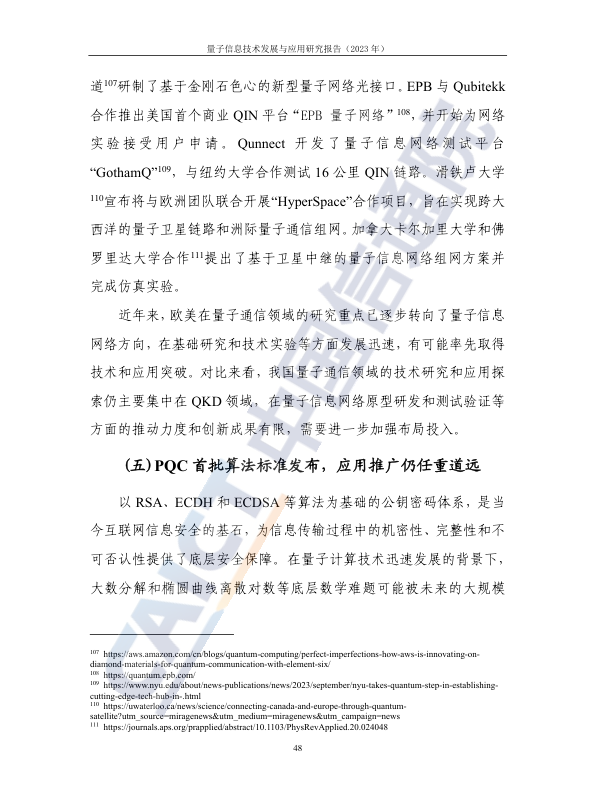 量子信息技术发展与应用研究报告（2023 年）
道107研制了基于金刚石色心的新型量子网络光接口。EPB 与 Qubitekk
合作推出美国首个商业 QIN 平台“EPB 量子网络”108，并开始为网络
实验接受用户申请。Qunnect 开发了量子信息网络测试平台
“GothamQ”109，与纽约大学合作测试 16 公里 QIN 链路。滑铁卢大学
110宣布将与欧洲团队联合开展“HyperSpace”合作项目，旨在实现跨大
西洋的量子卫星链路和洲际量子通信组网。加拿大卡尔加里大学和佛
罗里达大学合作111提出了基于卫星中继的量子信息网络组网方案并
完成仿真实验。
近年来，欧美在量子通信领域的研究重点已逐步转向了量子信息
网络方向，在基础研究和技术实验等方面发展迅速，有可能率先取得
技术和应用突破。对比来看，我国量子通信领域的技术研究和应用探
索仍主要集中在 QKD 领域，在量子信息网络原型研发和测试验证等
方面的推动力度和创新成果有限，需要进一步加强布局投入。
（五）PQC 首批算法标准发布，应用推广仍任重道远
以 RSA、ECDH 和 ECDSA 等算法为基础的公钥密码体系，是当
今互联网信息安全的基石，为信息传输过程中的机密性、完整性和不
可否认性提供了底层安全保障。在量子计算技术迅速发展的背景下，
大数分解和椭圆曲线离散对数等底层数学难题可能被未来的大规模
107 https://aws.amazon.com/cn/blogs/quantum-computing/perfect-imperfections-how-aws-is-innovating-on-
diamond-materials-for-quantum-communication-with-element-six/
108 https://quantum.epb.com/
109 https://www.nyu.edu/about/news-publications/news/2023/september/nyu-takes-quantum-step-in-establishing-
cutting-edge-tech-hub-in-.html
110 https://uwaterloo.ca/news/science/connecting-canada-and-europe-through-quantum-
satellite?utm_source=miragenews&utm_medium=miragenews&utm_campaign=news
111 https://journals.aps.org/prapplied/abstract/10.1103/PhysRevApplied.20.024048
48
CAICT 中国信通院